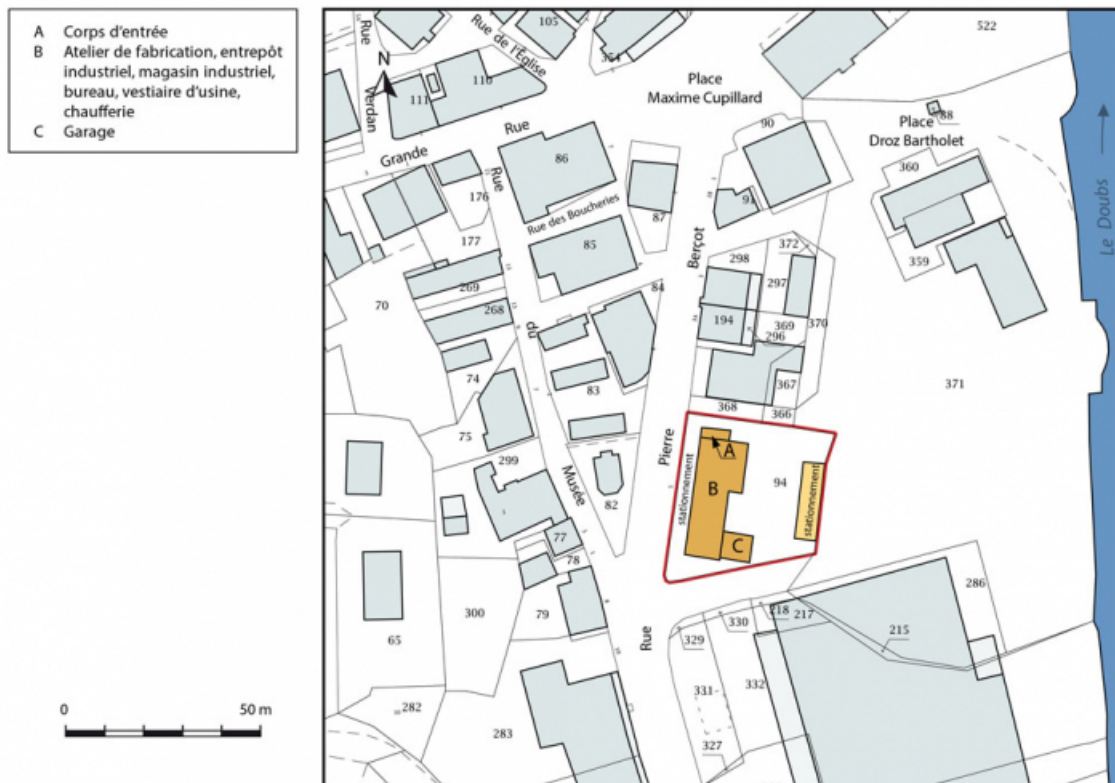 A Corps d'entrée
B Atelier de fabrication, entrepôt
industriel, magasin industriel,
bureau, vestiaire d'usine,
chaufferie
C Garage
0 50 m
N
Rue
Verdan
105
Rue de l'Église
522
110
111
Place
Maxime Cupillard
88
Place
Droz Bartholet
Le Doubs
Grande
Rue
90
86
Rue
176
360
Rue des Boucheries
87
91
177
85
Berçot
372
298
359
269
84
297
70
268
194
369
370
296
du
74
83
367
371
368
366
75
Pierre
A
299
Musée
stationnement
B
94
stationnement
82
77
C
78
286
300
79
218
217
330
65
329
Rue
215
331
332
282
283
327